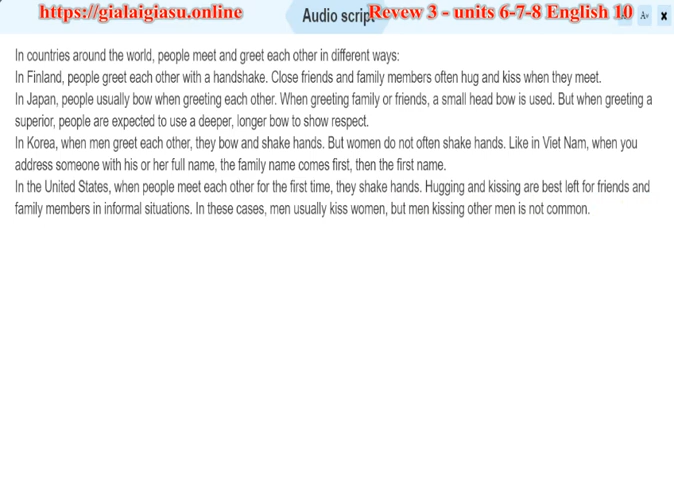 https://gialaigiasu.online
Audio script
Revew 3 - units 6-7-8 English 10
In countries around the world, people meet and greet each other in different ways:
In Finland, people greet each other with a handshake. Close friends and family members often hug and kiss when they meet.
In Japan, people usually bow when greeting each other. When greeting family or friends, a small head bow is used. But when greeting a
superior, people are expected to use a deeper, longer bow to show respect.
In Korea, when men greet each other, they bow and shake hands. But women do not often shake hands. Like in Viet Nam, when you
address someone with his or her full name, the family name comes first, then the first name.
In the United States, when people meet each other for the first time, they shake hands. Hugging and kissing are best left for friends and
family members in informal situations. In these cases, men usually kiss women, but men kissing other men is not common.